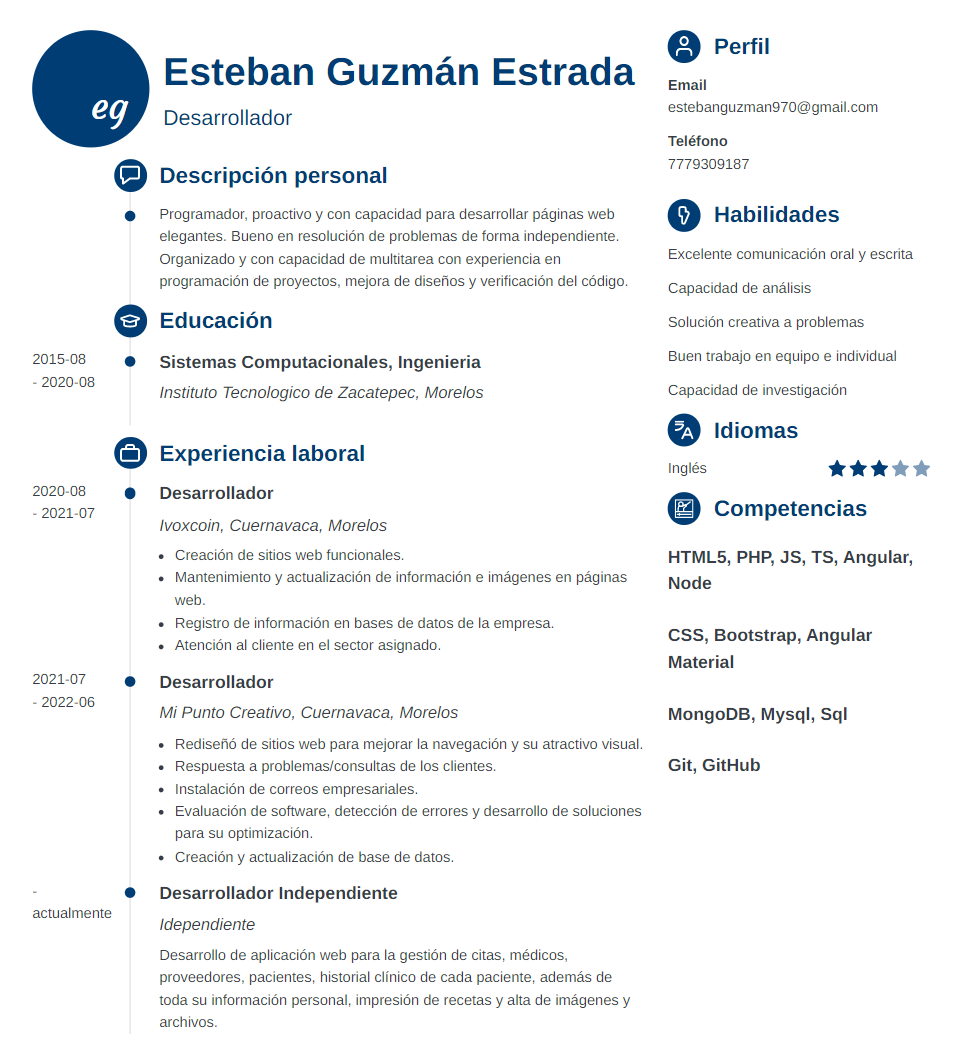 eg
Esteban Guzmán Estrada
Desarrollador
Descripción personal
Programador, proactivo y con capacidad para desarrollar páginas web
elegantes. Bueno en resolución de problemas de forma independiente.
Organizado y con capacidad de multitarea con experiencia en
programación de proyectos, mejora de diseños y verificación del código.
Educación
2015-08
- 2020-08
Sistemas Computacionales, Ingenieria
Instituto Tecnologico de Zacatepec, Morelos
Experiencia laboral
2020-08
- 2021-07
Desarrollador
Ivoxcoin, Cuernavaca, Morelos
• Creación de sitios web funcionales.
• Mantenimiento y actualización de información e imágenes en páginas
web.
• Registro de información en bases de datos de la empresa.
• Atención al cliente en el sector asignado.
2021-07
- 2022-06
Desarrollador
Mi Punto Creativo, Cuernavaca, Morelos
• Rediseñó de sitios web para mejorar la navegación y su atractivo visual.
• Respuesta a problemas/consultas de los clientes.
• Instalación de correos empresariales.
• Evaluación de software, detección de errores y desarrollo de soluciones
para su optimización.
• Creación y actualización de base de datos.
-
actualmente
Desarrollador Independiente
Idependiente
Desarrollo de aplicación web para la gestión de citas, médicos,
proveedores, pacientes, historial clínico de cada paciente, además de
toda su información personal, impresión de recetas y alta de imágenes y
archivos.
Perfil
Email
estebanguzman970@gmail.com
Teléfono
7779309187
Habilidades
Excelente comunicación oral y escrita
Capacidad de análisis
Solución creativa a problemas
Buen trabajo en equipo e individual
Capacidad de investigación
Idiomas
Inglés
Competencias
HTML5, PHP, JS, TS, Angular,
Node
CSS, Bootstrap, Angular
Material
MongoDB, Mysql, Sql
Git, GitHub